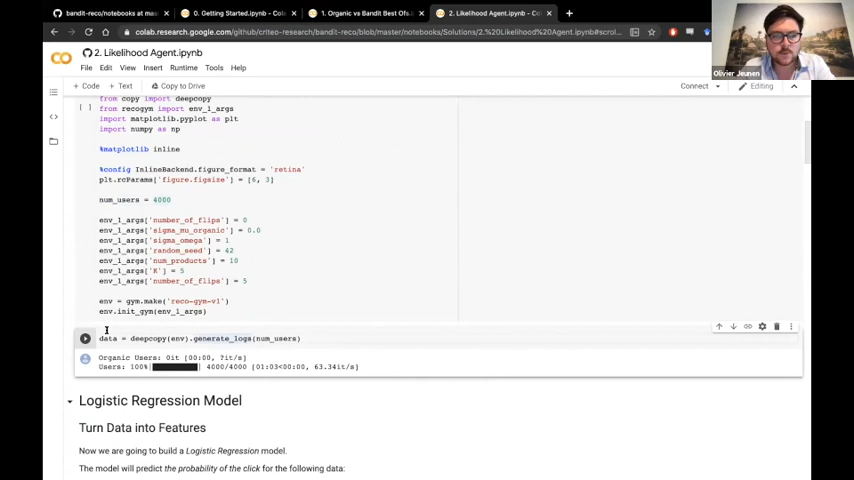 bandit-reco/notebooks at mast
0. Getting Started.ipynb - Cola
1. Organic vs Bandit Best Ofs.
2. Likelihood Agent.ipynb - Col
colab.research.google.com/github/criteo-research/bandit-reco/blob/master/notebooks/Solutions/2.%20Likelihood%20Agent.ipynb#scrol...
Olivier Jeunen
2. Likelihood Agent.ipynb
File Edit View Insert Runtime Tools Help
+ Code + Text Copy to Drive
Connect
Editing
from copy import deepcopy
[ ] from recogym import env_1_args
import matplotlib.pyplot as plt
import numpy as np
%matplotlib inline
%config InlineBackend.figure_format = 'retina'
plt.rcParams['figure.figsize'] = [6, 3]
num_users = 4000
env_1_args['number_of_flips'] = 0
env_1_args['sigma_mu_organic'] = 0.0
env_1_args['sigma_omega'] = 1
env_1_args['random_seed'] = 42
env_1_args['num_products'] = 10
env_1_args['K'] = 5
env_1_args['number_of_flips'] = 5
env = gym.make('reco-gym-v1')
env.init_gym(env_1_args)
data = deepcopy(env).generate_logs(num_users)
Organic Users: 0it [00:00, ?it/s]
Users: 100%|██████████| 4000/4000 [01:03<00:00, 63.34it/s]
Logistic Regression Model
Turn Data into Features
Now we are going to build a Logistic Regression model.
The model will predict the probability of the click for the following data: